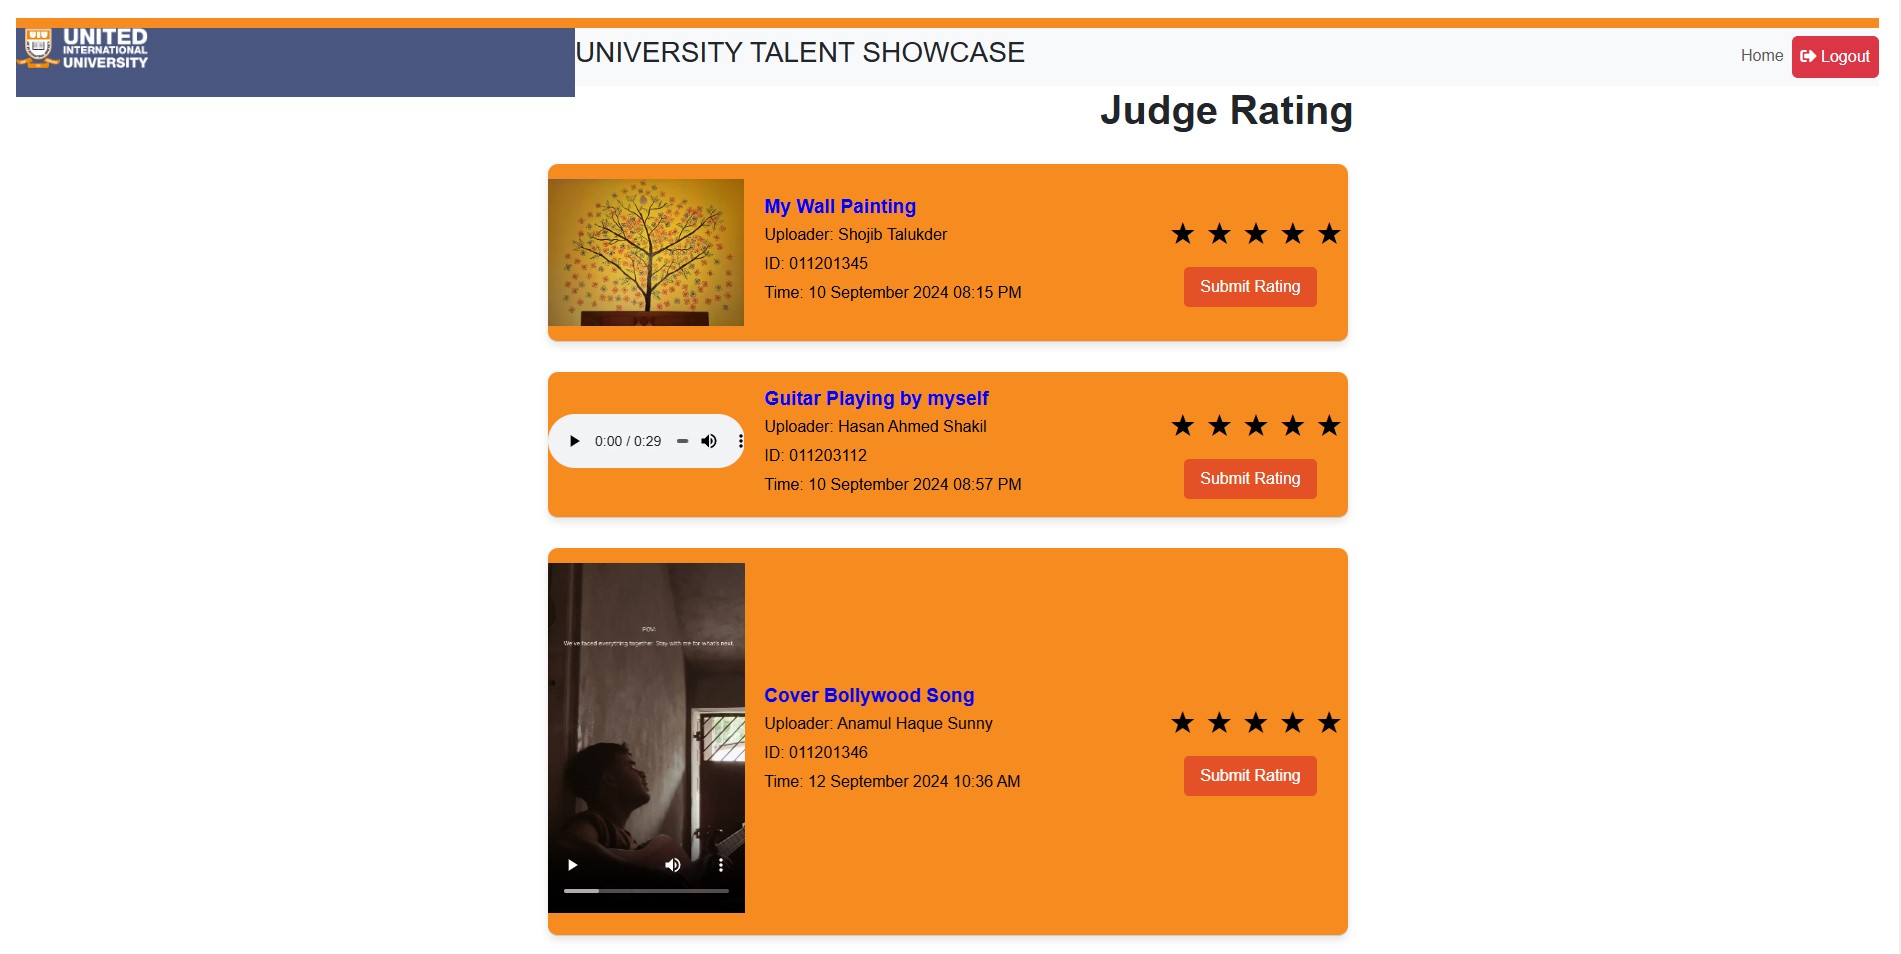 UIU
UNITED
INTERNATIONAL
UNIVERSITY
UNIVERSITY TALENT SHOWCASE
Home
Logout
Judge Rating
My Wall Painting
Uploader: Shojib Talukder
ID: 011201345
Time: 10 September 2024 08:15 PM
★ ★ ★ ★ ★
Submit Rating
0:00 / 0:29
Guitar Playing by myself
Uploader: Hasan Ahmed Shakil
ID: 011203112
Time: 10 September 2024 08:57 PM
★ ★ ★ ★ ★
Submit Rating
POV:
We've faced everything together. Stay with me for what's next.
Cover Bollywood Song
Uploader: Anamul Haque Sunny
ID: 011201346
Time: 12 September 2024 10:36 AM
★ ★ ★ ★ ★
Submit Rating